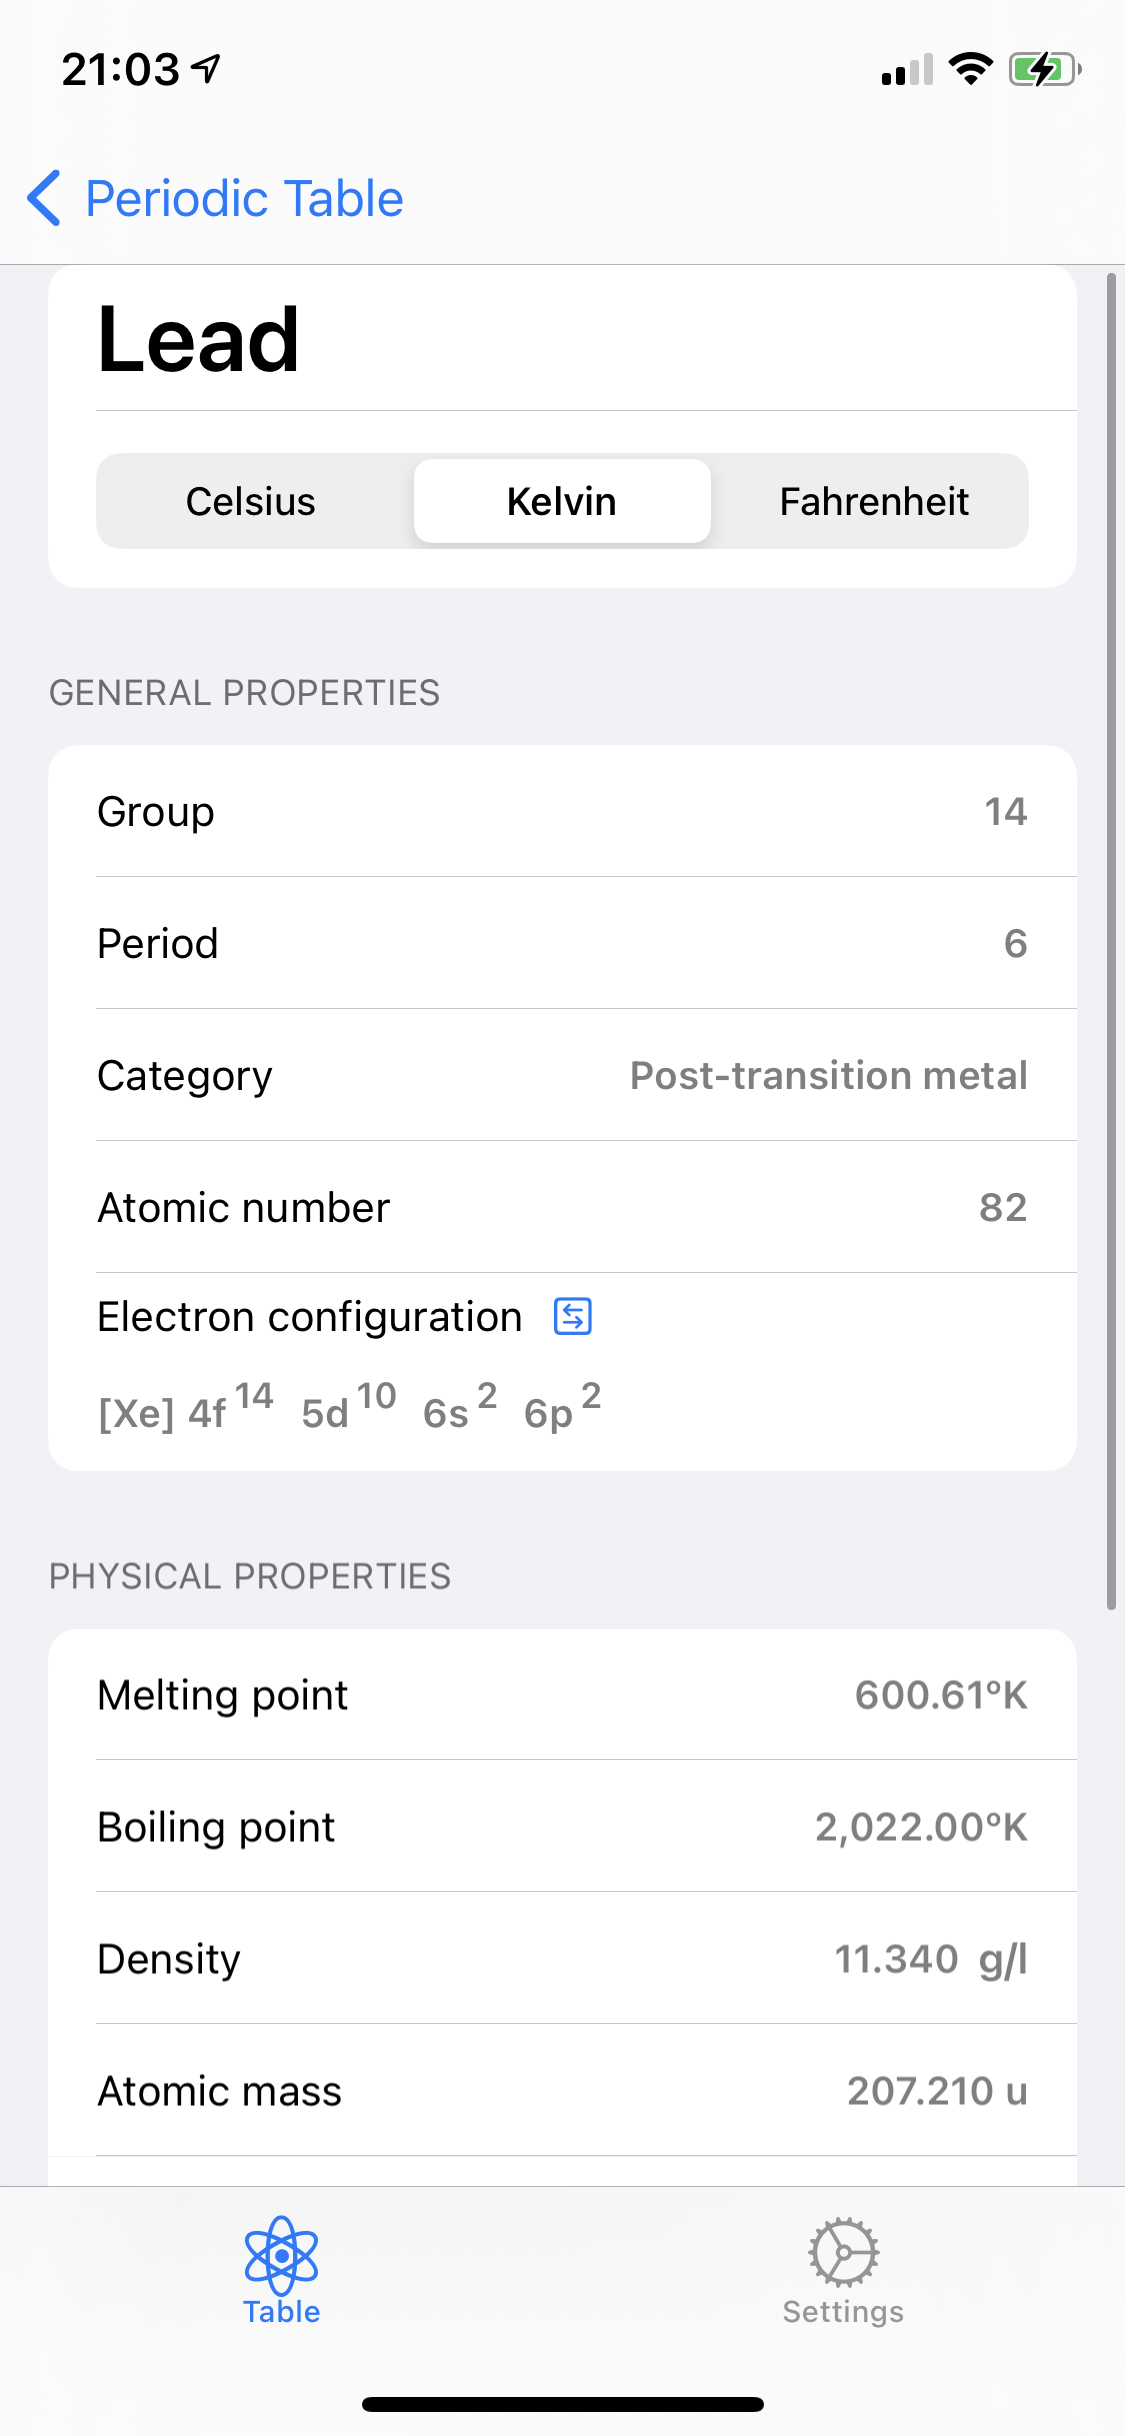 21:03
Periodic Table
Lead
Celsius Kelvin Fahrenheit
GENERAL PROPERTIES
Group 14
Period 6
Category Post-transition metal
Atomic number 82
Electron configuration
[Xe] 4f 14 5d 10 6s 2 6p 2
PHYSICAL PROPERTIES
Melting point 600.61°K
Boiling point 2,022.00°K
Density 11.340 g/l
Atomic mass 207.210 u
Table Settings